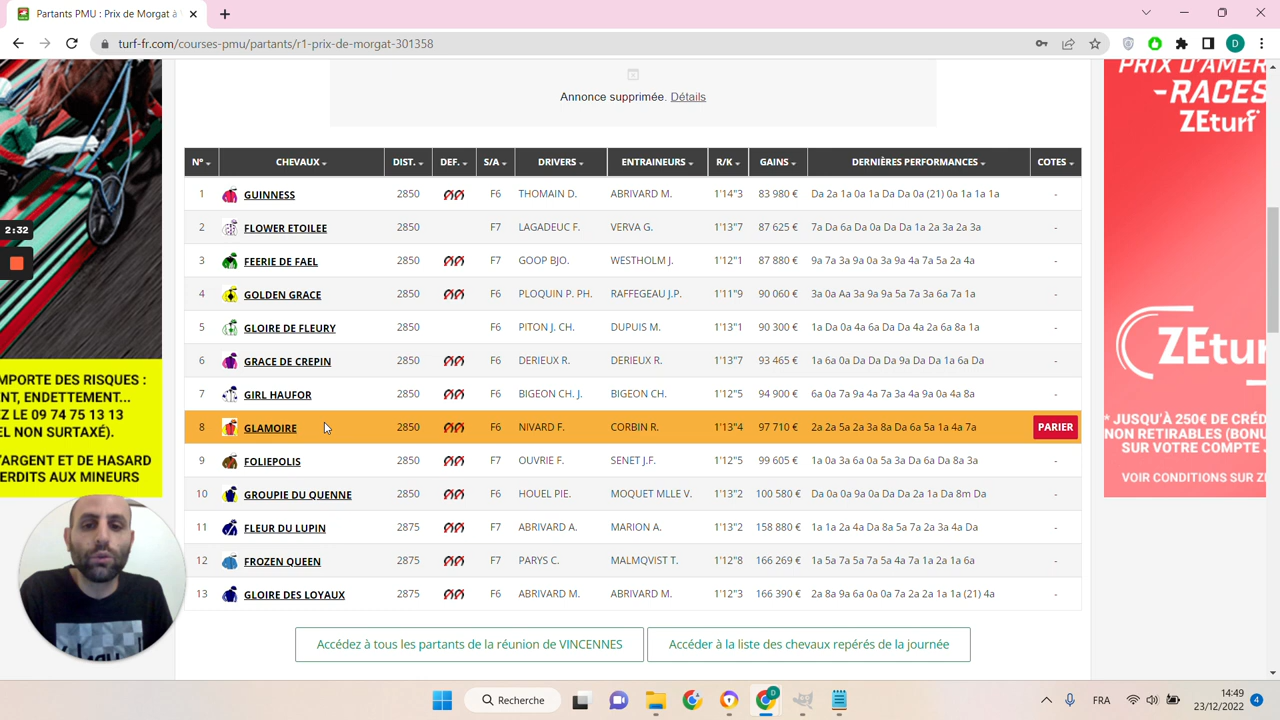 Partants PMU : Prix de Morgat à
turf-fr.com/courses-pmu/partants/r1-prix-de-morgat-301358
Annonce supprimée. Détails
PRIX D'AMÉR
-RACES
ZEturf
2:32
Nº CHEVAUX DIST. DEF. S/A DRIVERS ENTRAINEURS R/K GAINS DERNIÈRES PERFORMANCES COTES
1 GUINNESS 2850 F6 THOMAIN D. ABRIVARD M. 1'14"3 83 980 € Da 2a 1a 0a 1a Da Da 0a (21) 0a 1a 1a 1a -
2 FLOWER ETOILEE 2850 F7 LAGADEUC F. VERVA G. 1'13"7 87 625 € 7a Da 6a Da 0a Da Da 1a 2a 3a 2a 3a -
3 FEERIE DE FAEL 2850 F7 GOOP BJO. WESTHOLM J. 1'12"1 87 880 € 9a 7a 3a 9a 0a 3a 9a 4a 7a 5a 2a 4a -
4 GOLDEN GRACE 2850 F6 PLOQUIN P. PH. RAFFEGEAU J.P. 1'11"9 90 060 € 3a 0a Aa 3a 9a 9a 5a 7a 3a 6a 7a 1a -
5 GLOIRE DE FLEURY 2850 F6 PITON J. CH. DUPUIS M. 1'13"1 90 300 € 1a Da 0a 4a 6a Da Da 4a 2a 6a 8a 1a -
6 GRACE DE CREPIN 2850 F6 DERIEUX R. DERIEUX R. 1'13"7 93 465 € 1a 6a 0a Da Da Da 9a Da Da 1a 6a Da -
7 GIRL HAUFOR 2850 F6 BIGEON CH. J. BIGEON CH. 1'12"5 94 900 € 6a 0a 7a Da 3a 4a 7a 3a 9a 0a 4a 8a -
8 GLAMOIRE 2850 F6 NIVARD F. CORBIN R. 1'13"4 97 710 € 2a 2a 5a 2a 3a 8a Da 6a 5a 1a 4a 7a PARIER
9 FOLIEPOLIS 2850 F7 OUVRIE F. SENET J.F. 1'12"5 99 605 € 1a 0a 3a 6a 0a 5a 3a Da 6a Da 8a 3a -
10 GROUPIE DU QUENNE 2850 F6 HOUEL PIE. MOQUET MLLE V. 1'13"2 100 580 € Da 0a 0a 9a 0a Da Da 2a 1a Da 8m Da -
11 FLEUR DU LUPIN 2875 F7 ABRIVARD A. MARION A. 1'13"2 158 880 € 1a 1a 2a 4a Da 8a 5a 7a 2a 3a 4a Da -
12 FROZEN QUEEN 2875 F7 PARYS C. MALMQVIST T. 1'12"8 166 269 € 1a 5a 7a 5a 7a 5a 4a 7a 1a 2a 1a 6a -
13 GLOIRE DES LOYAUX 2875 F6 ABRIVARD M. ABRIVARD M. 1'12"3 166 390 € 2a 8a 9a 6a 0a 0a 7a 2a 2a 1a 1a (21) 4a -
MPORTE DES RISQUES :
ENT, ENDETTEMENT...
EZ LE 09 74 75 13 13
EL NON SURTAXÉ).
'ARGENT ET DE HASARD
ERDITS AUX MINEURS
ZEturf
* JUSQU'À 250€ DE CRÉD
NON RETIRABLES (BONU
SUR VOTRE COMPTE
VOIR CONDITIONS SUR ZE
Accédez à tous les partants de la réunion de VINCENNES
Accéder à la liste des chevaux repérés de la journée
Recherche
FRA
14:49
23/12/2022
4